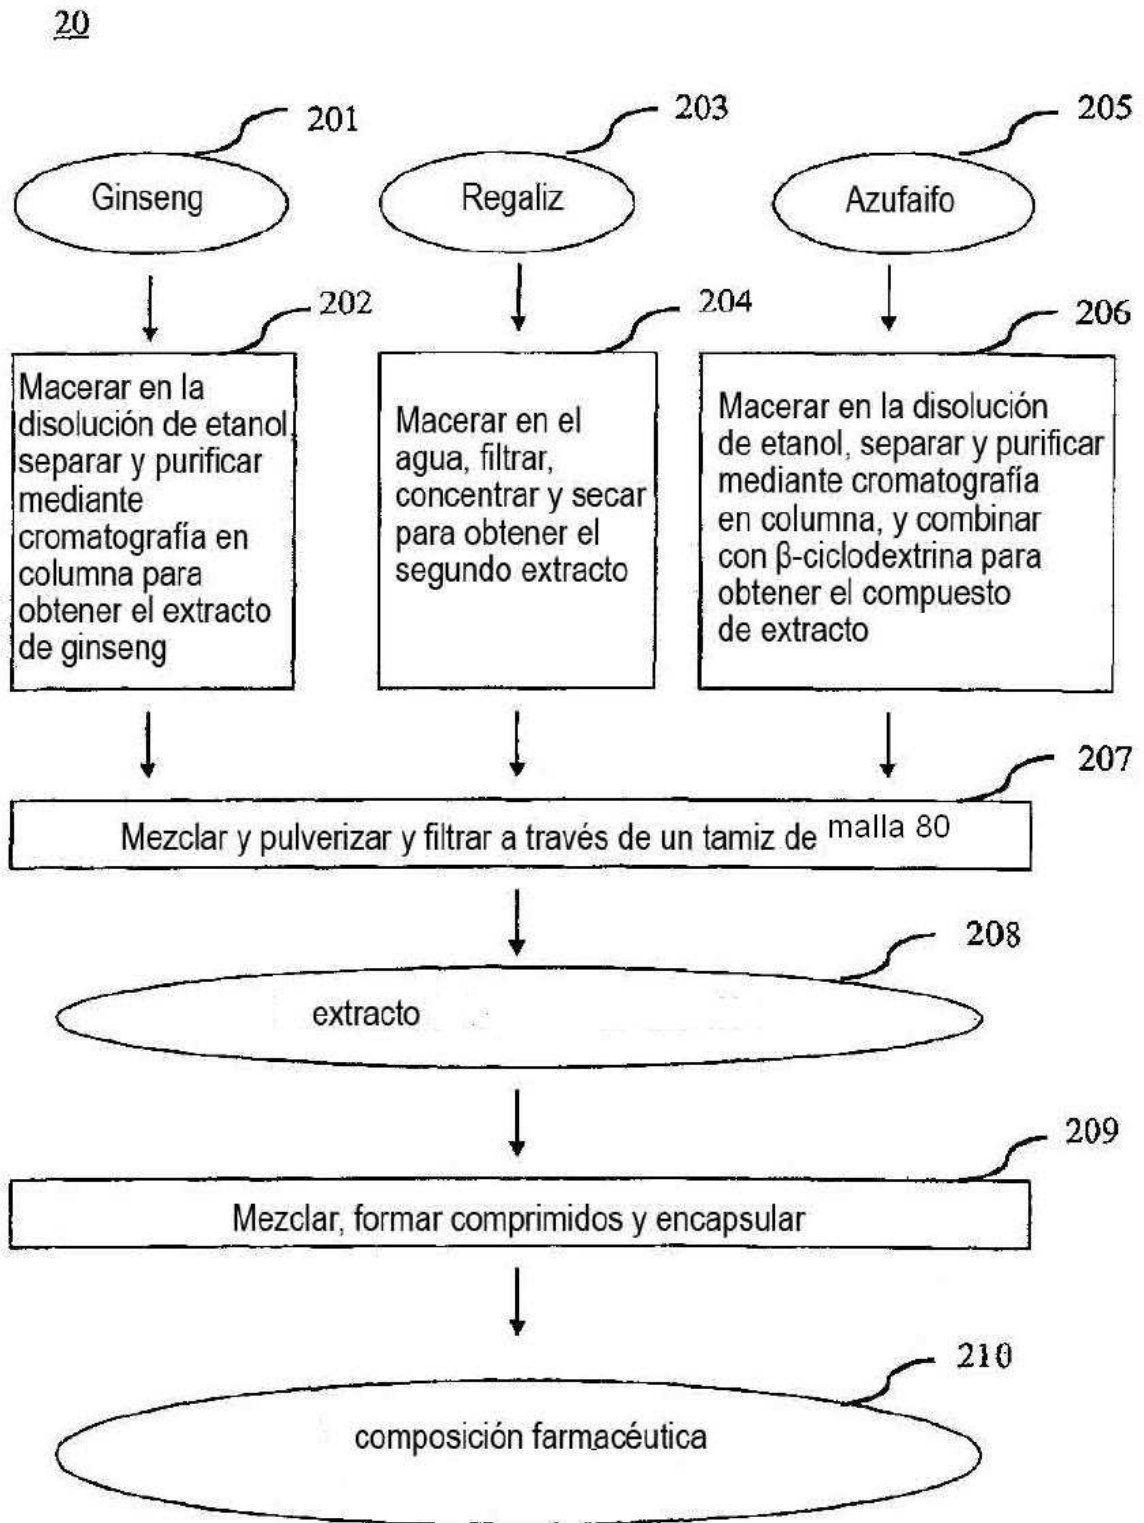 20
201
203
205
Ginseng
Regaliz
Azufaifo
202
204
206
Macerar en la
disolución de etanol,
separar y purificar
mediante
cromatografía en
columna para
obtener el extracto
de ginseng
Macerar en el
agua, filtrar,
concentrar y secar
para obtener el
segundo extracto
Macerar en la disolución
de etanol, separar y purificar
mediante cromatografía
en columna, y combinar
con β-ciclodextrina para
obtener el compuesto
de extracto
207
Mezclar y pulverizar y filtrar a través de un tamiz de malla 80
208
extracto
209
Mezclar, formar comprimidos y encapsular
210
composición farmacéutica